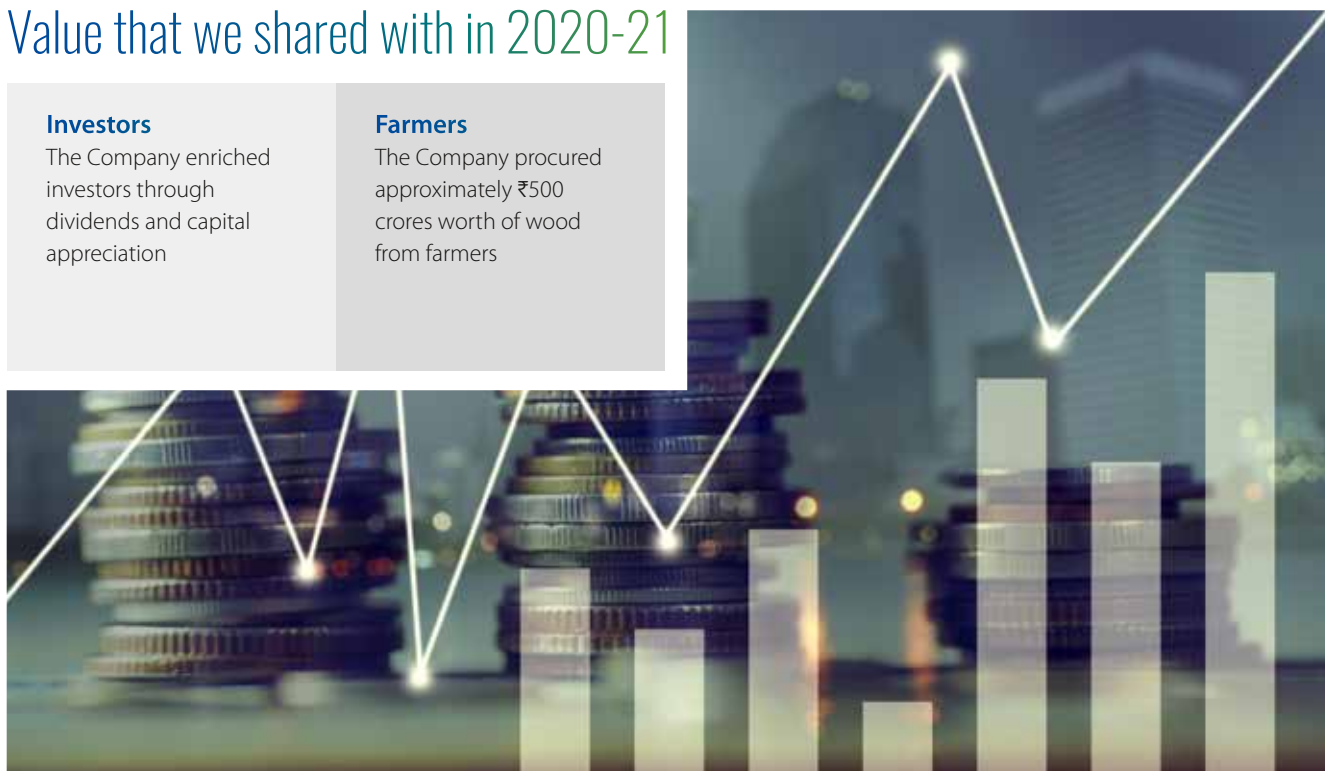 Value that we shared with in 2020-21
Investors
The Company enriched
investors through
dividends and capital
appreciation
Farmers
The Company procured
approximately ₹500
crores worth of wood
from farmers